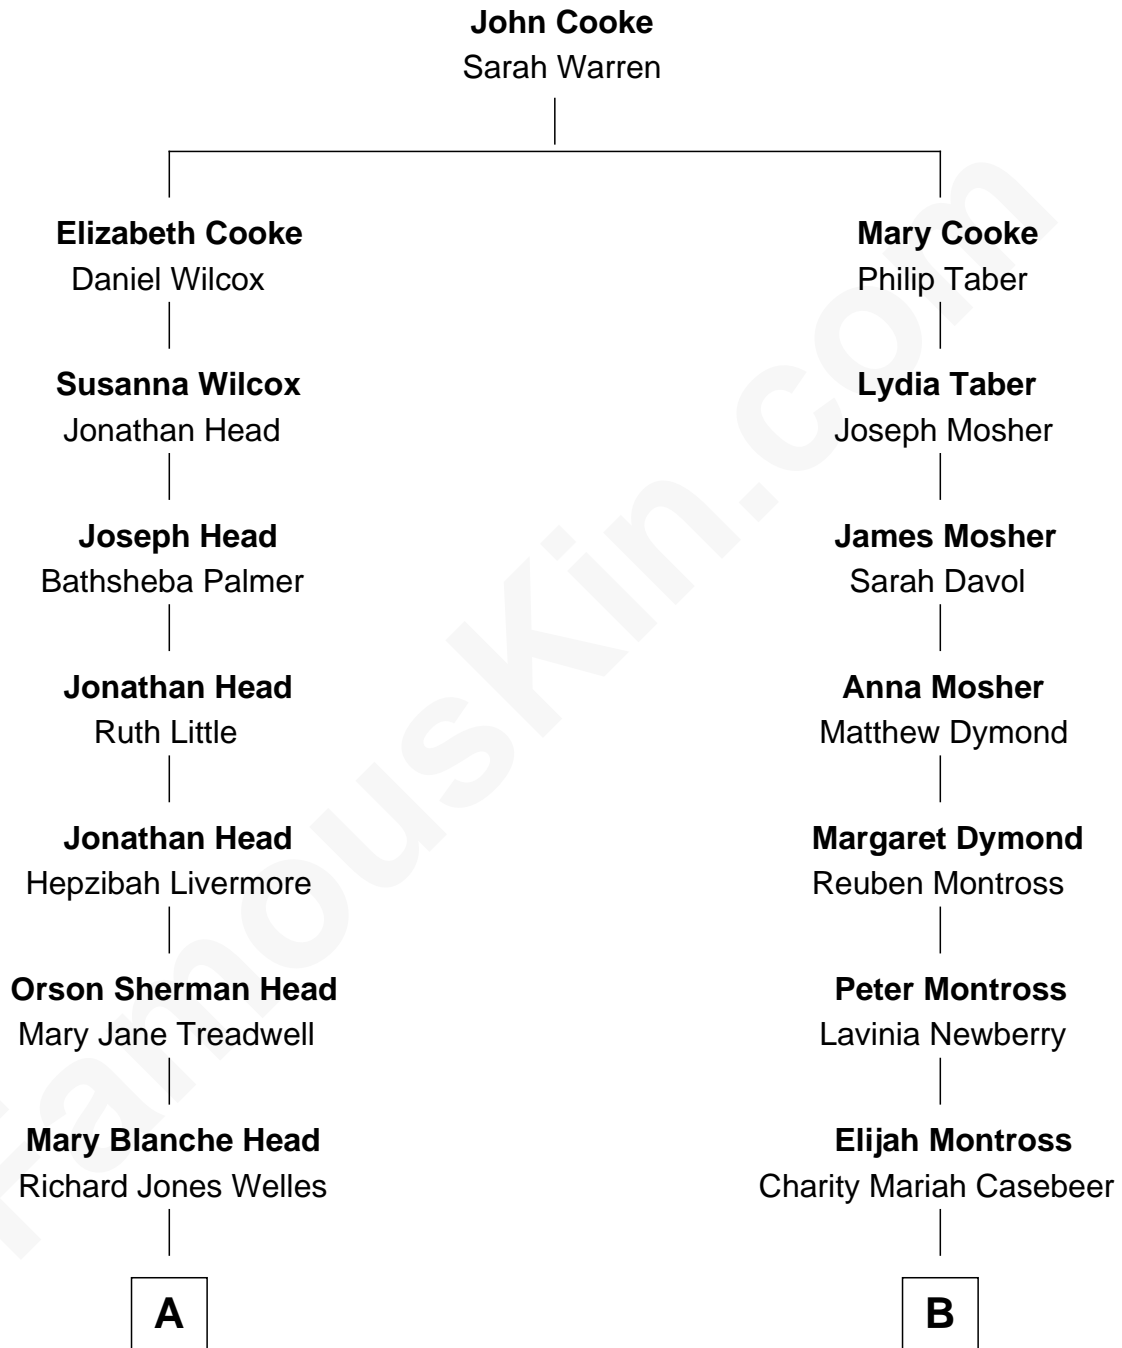 John Cooke
Sarah Warren
Elizabeth Cooke
Daniel Wilcox
Mary Cooke
Philip Taber
Susanna Wilcox
Jonathan Head
Lydia Taber
Joseph Mosher
Joseph Head
Bathsheba Palmer
James Mosher
Sarah Davol
Jonathan Head
Ruth Little
Anna Mosher
Matthew Dymond
Jonathan Head
Hepzibah Livermore
Margaret Dymond
Reuben Montross
Orson Sherman Head
Mary Jane Treadwell
Peter Montross
Lavinia Newberry
Mary Blanche Head
Richard Jones Welles
Elijah Montross
Charity Mariah Casebeer
A
B
FamousKin.com